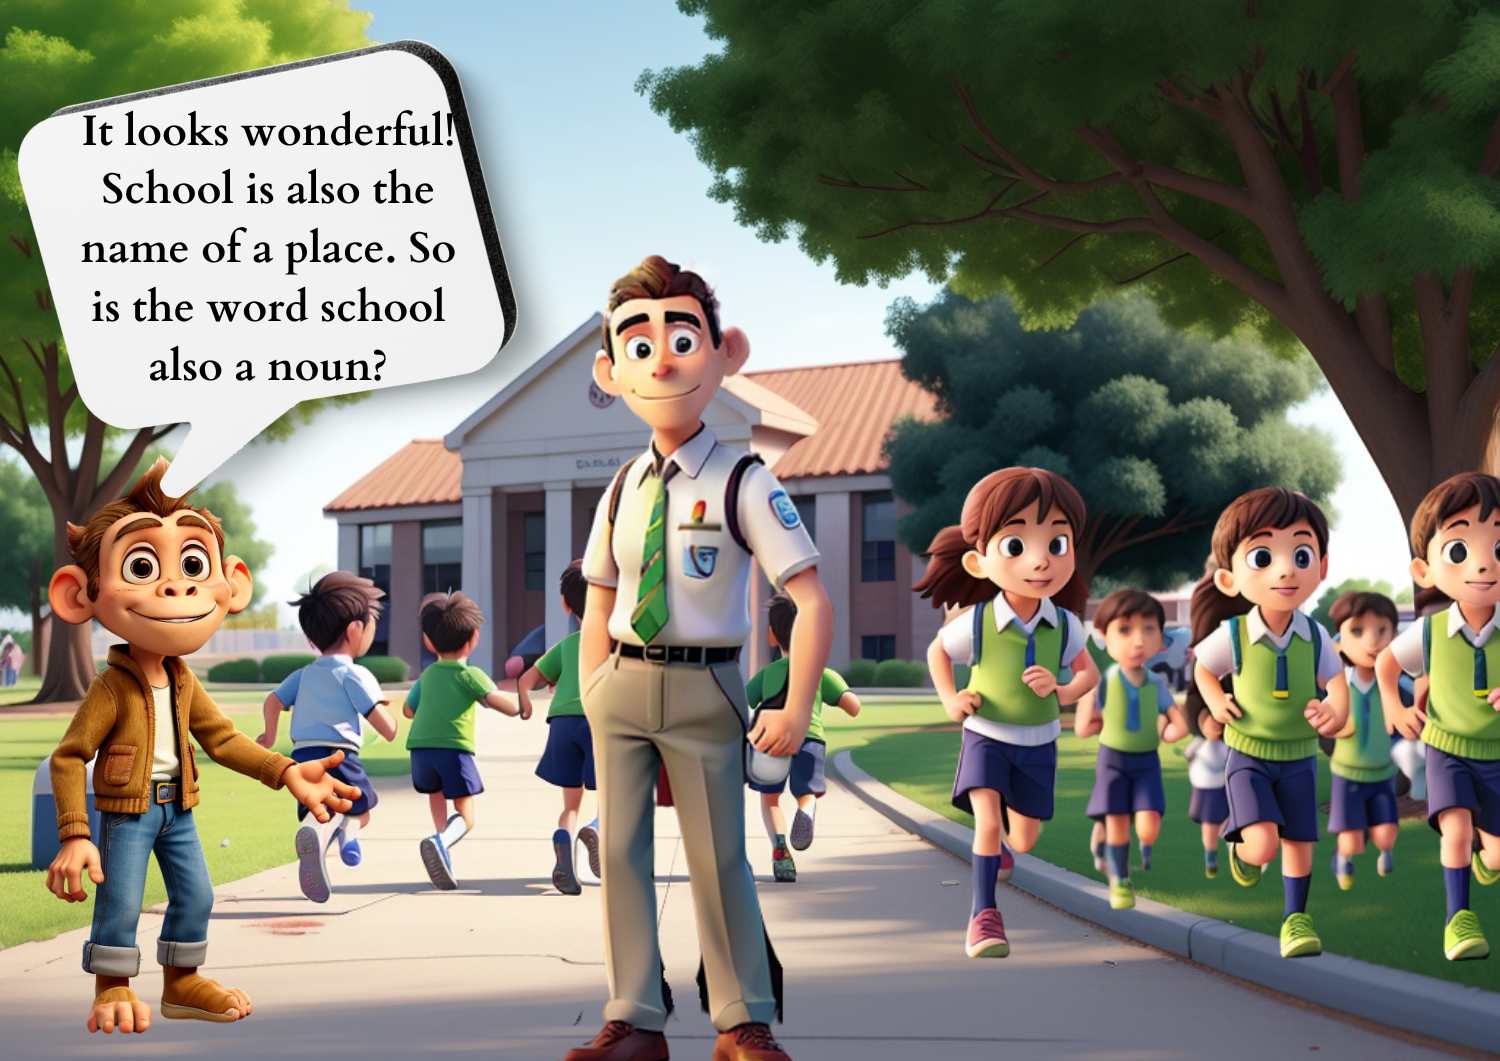 It looks wonderful!
School is also the
name of a place. So
is the word school
also a noun?